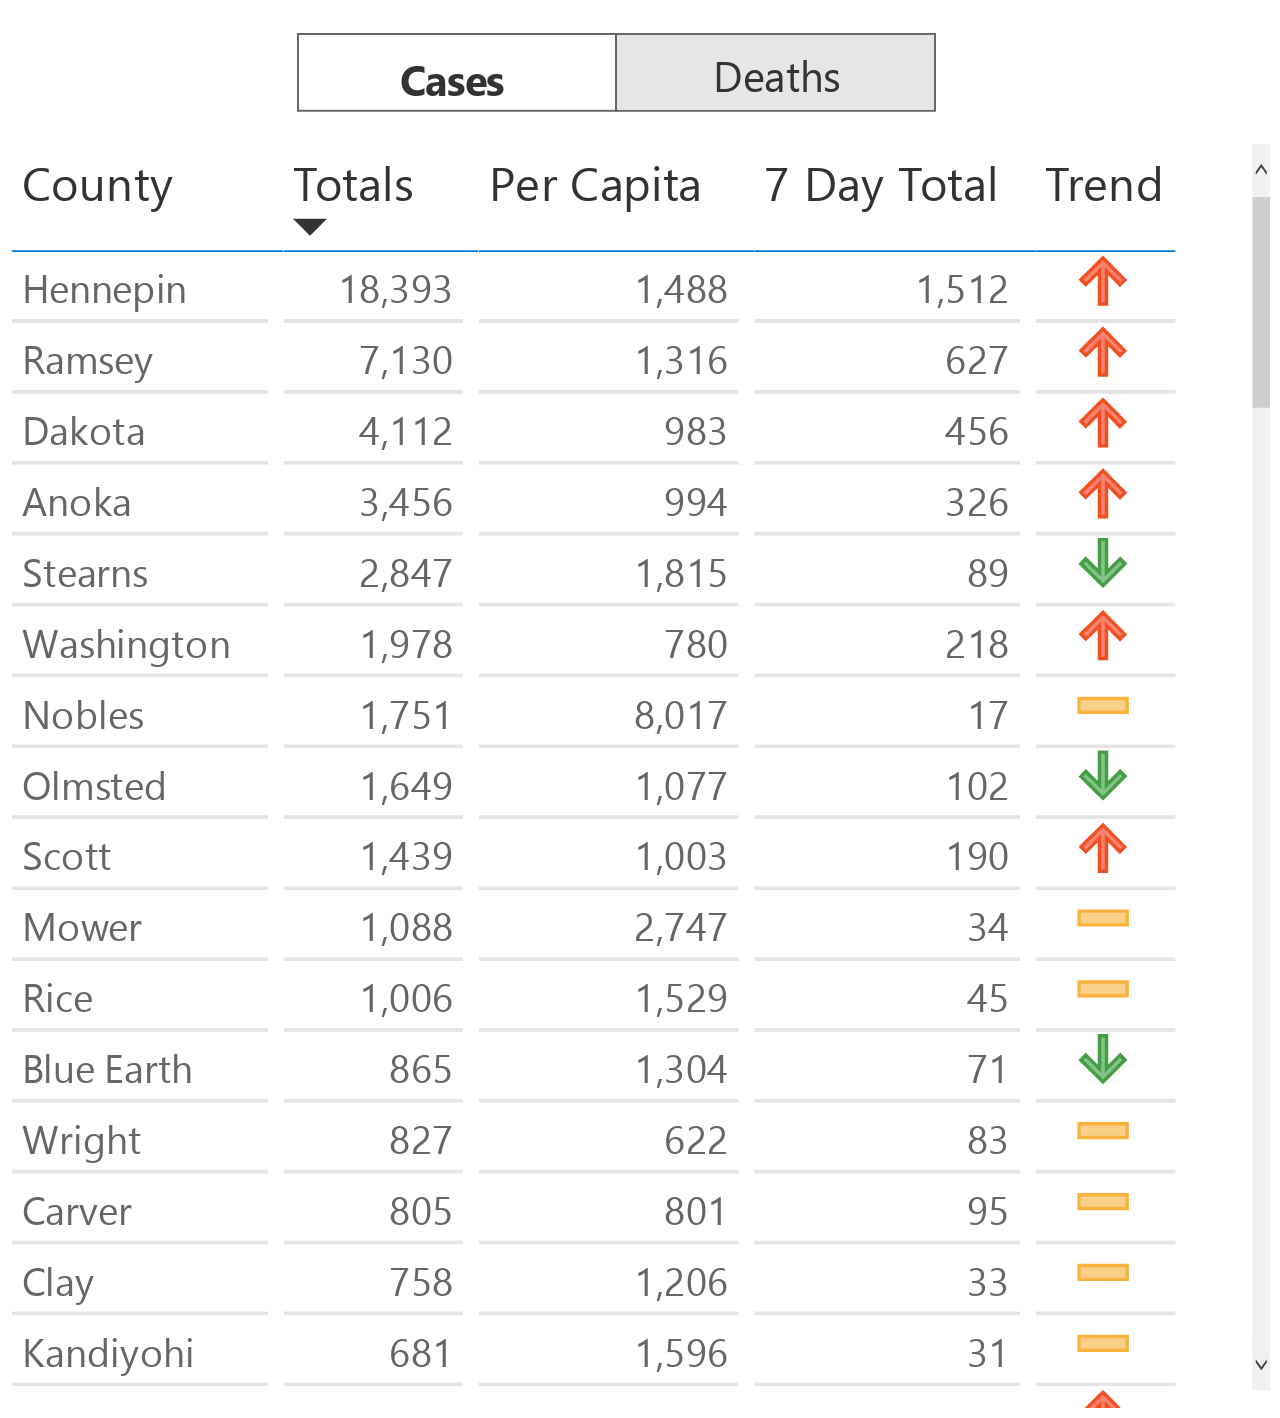 Cases Deaths
County Totals Per Capita 7 Day Total Trend
Hennepin 18,393 1,488 1,512
Ramsey 7,130 1,316 627
Dakota 4,112 983 456
Anoka 3,456 994 326
Stearns 2,847 1,815 89
Washington 1,978 780 218
Nobles 1,751 8,017 17
Olmsted 1,649 1,077 102
Scott 1,439 1,003 190
Mower 1,088 2,747 34
Rice 1,006 1,529 45
Blue Earth 865 1,304 71
Wright 827 622 83
Carver 805 801 95
Clay 758 1,206 33
Kandiyohi 681 1,596 31